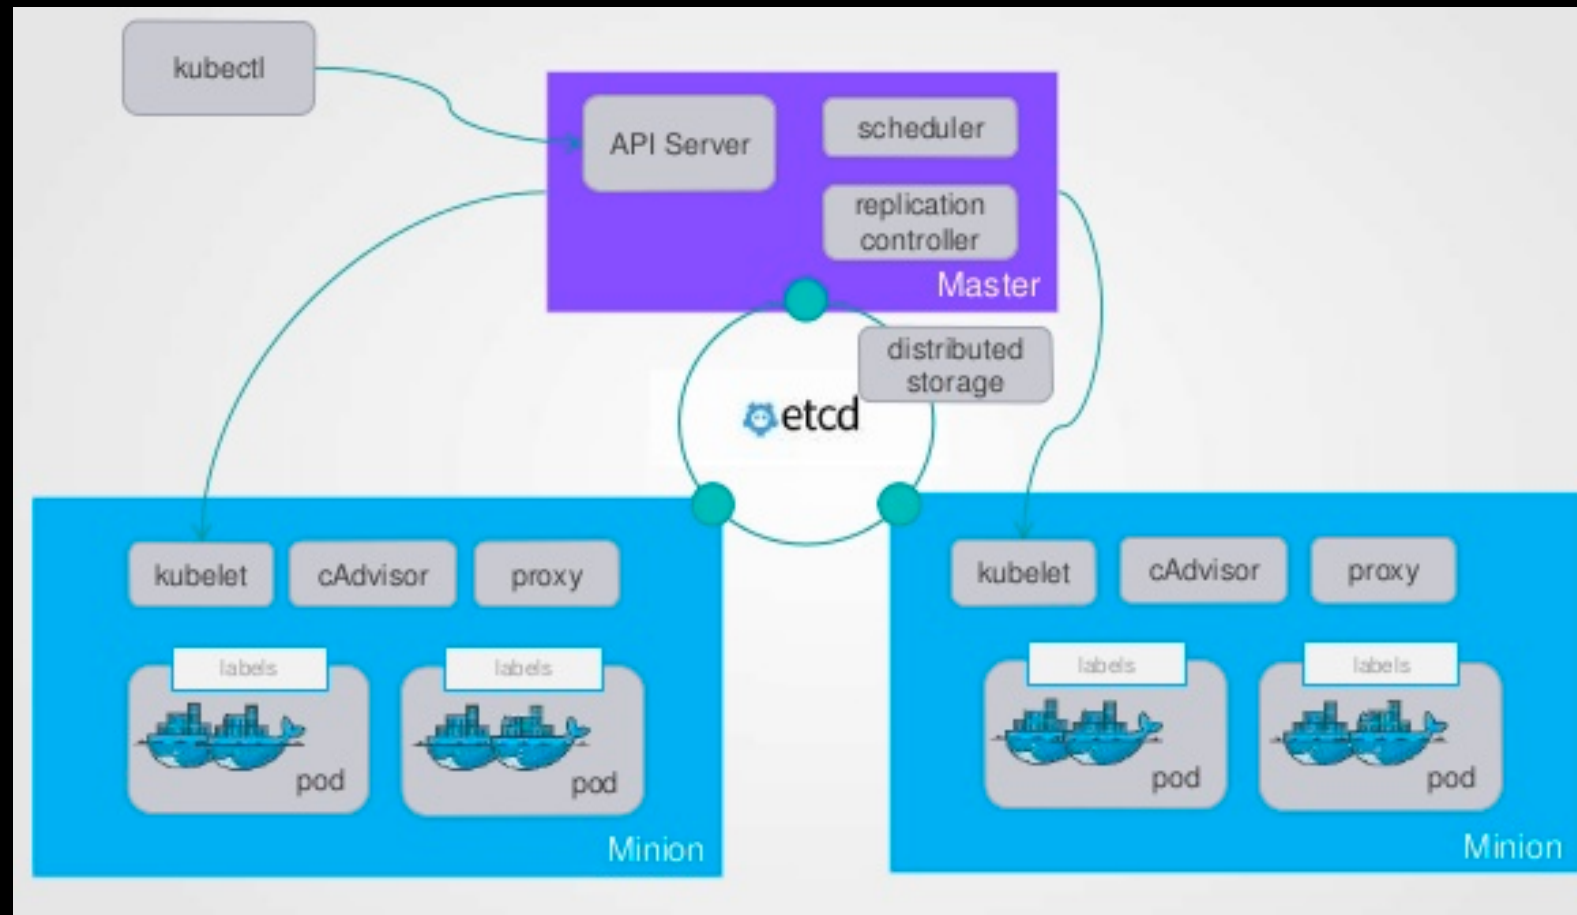 kubectl
API Server
scheduler
replication
controller
Master
distributed
storage
etcd
kubelet
cAdvisor
proxy
labels
labels
pod
pod
Minion
kubelet
cAdvisor
proxy
labels
labels
pod
pod
Minion